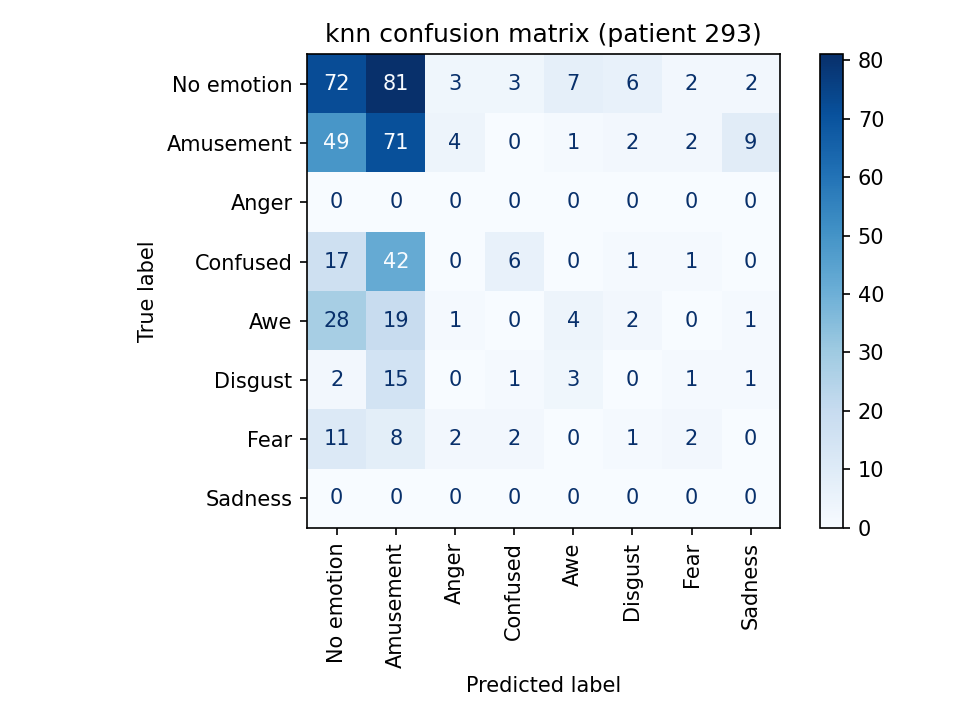 knn confusion matrix (patient 293)
No emotion 72 81 3 3 7 6 2 2
Amusement 49 71 4 0 1 2 2 9
Anger 0 0 0 0 0 0 0 0
Confused 17 42 0 6 0 1 1 0
Awe 28 19 1 0 4 2 0 1
Disgust 2 15 0 1 3 0 1 1
Fear 11 8 2 2 0 1 2 0
Sadness 0 0 0 0 0 0 0 0
True label
No emotion Amusement Anger Confused Awe Disgust Fear Sadness
Predicted label
80
70
60
50
40
30
20
10
0